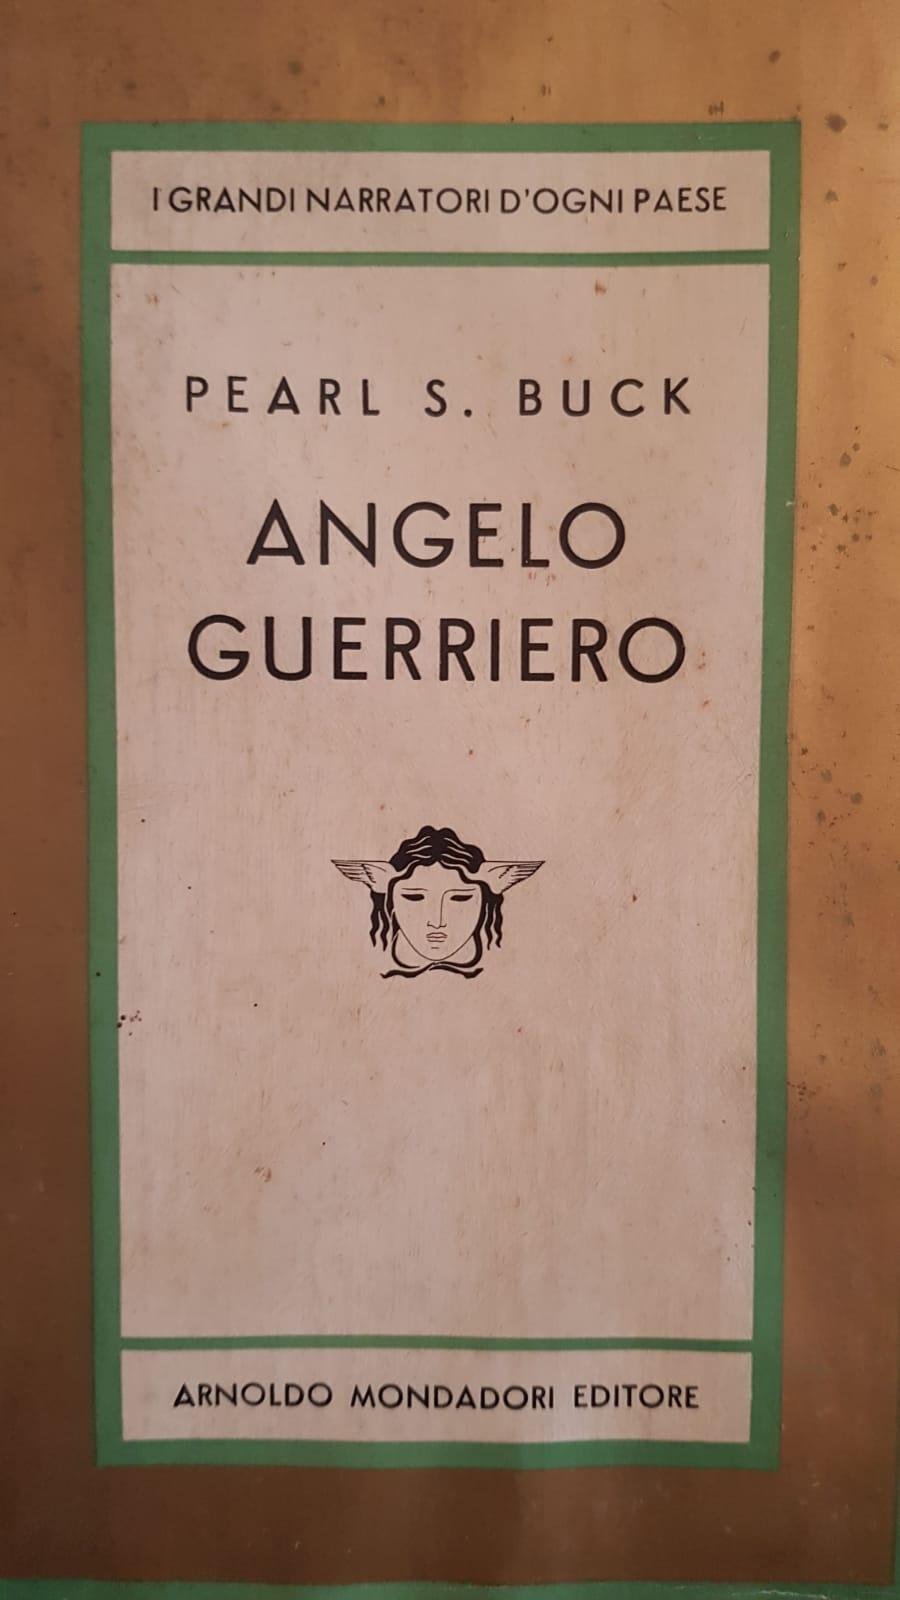 I GRANDI NARRATORI D'OGNI PAESE
PEARL S. BUCK
ANGELO
GUERRIERO
ARNOLDO MONDADORI EDITORE